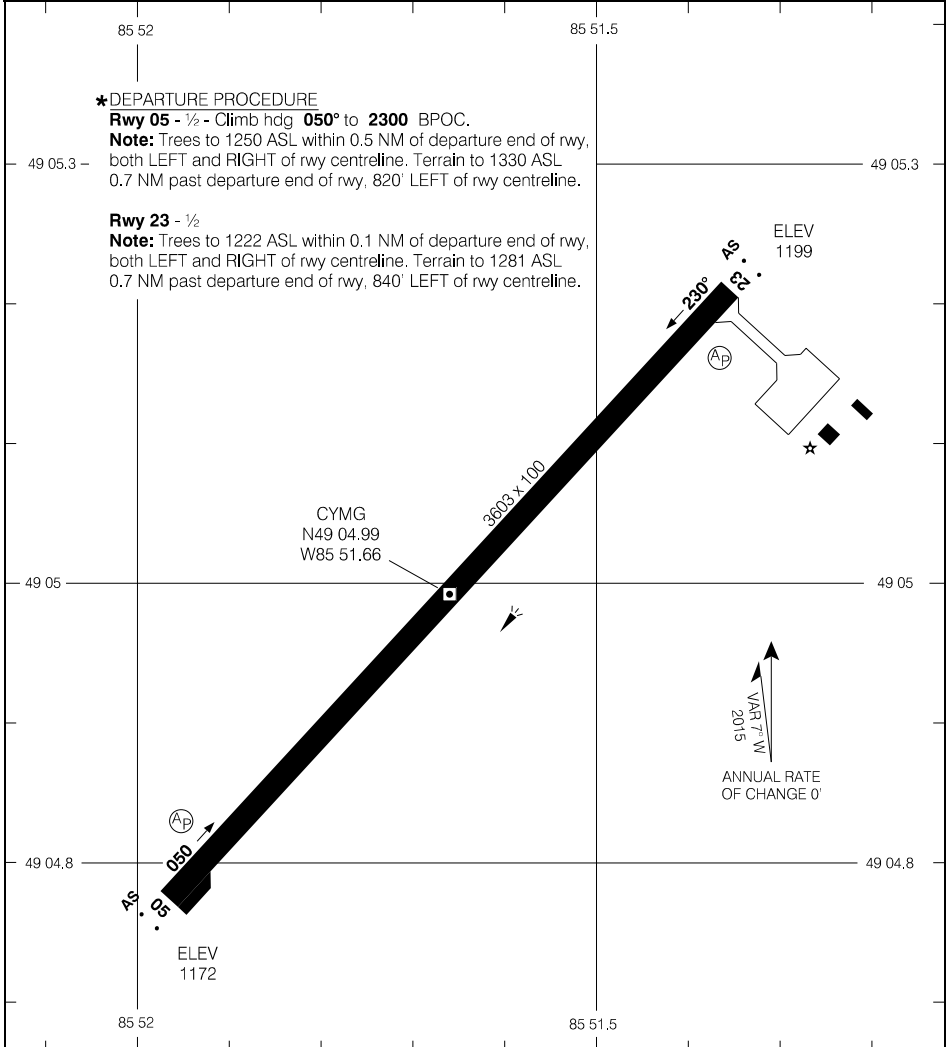 85 52
85 51.5
*DEPARTURE PROCEDURE
Rwy 05 - ½ - Climb hdg 050° to 2300 BPOC.
Note: Trees to 1250 ASL within 0.5 NM of departure end of rwy,
both LEFT and RIGHT of rwy centreline. Terrain to 1330 ASL
0.7 NM past departure end of rwy, 820' LEFT of rwy centreline.
49 05.3
49 05.3
Rwy 23 - ½
Note: Trees to 1222 ASL within 0.1 NM of departure end of rwy,
both LEFT and RIGHT of rwy centreline. Terrain to 1281 ASL
0.7 NM past departure end of rwy, 840' LEFT of rwy centreline.
ELEV
1199
AS
23
230°
AP
3603 x 100
CYMG
N49 04.99
W85 51.66
49 05
49 05
VAR 7° W
2015
ANNUAL RATE
OF CHANGE 0'
AP
050
49 04.8
49 04.8
AS
05
ELEV
1172
85 52
85 51.5